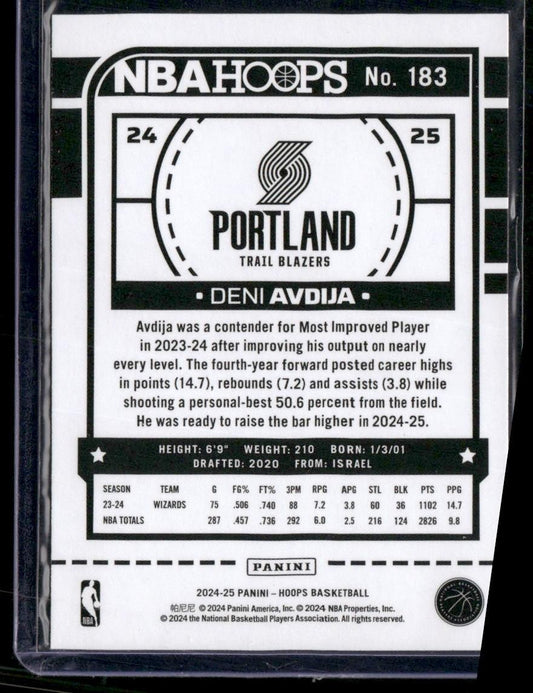 NBA HOOPS No. 183
24 25
PORTLAND
TRAIL BLAZERS
• DENI AVDIJA •
Avdija was a contender for Most Improved Player
in 2023-24 after improving his output on nearly
every level. The fourth-year forward posted career highs
in points (14.7), rebounds (7.2) and assists (3.8) while
shooting a personal-best 50.6 percent from the field.
He was ready to raise the bar higher in 2024-25.
HEIGHT: 6'9" WEIGHT: 210 BORN: 1/3/01
DRAFTED: 2020 FROM: ISRAEL
SEASON TEAM G FG% FT% 3PM RPG APG STL BLK PTS PPG
23-24 WIZARDS 75 .506 .740 88 7.2 3.8 60 36 1102 14.7
NBA TOTALS 287 .457 .736 292 6.0 2.5 216 124 2826 9.8
PANINI
2024-25 PANINI – HOOPS BASKETBALL
帕尼尼 © 2024 Panini America, Inc. © 2024 NBA Properties, Inc.
© 2024 the National Basketball Players Association. All rights reserved.
NBA